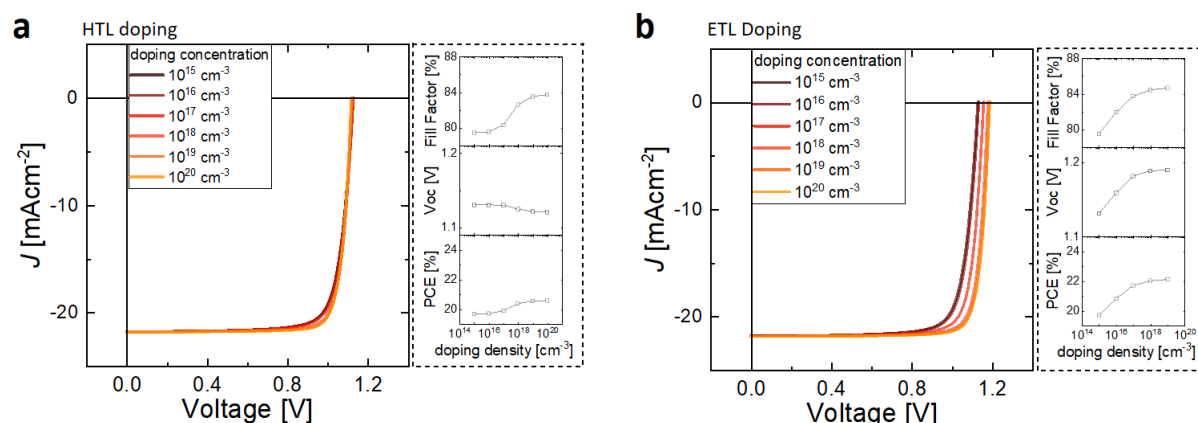 a
HTL doping
doping concentration
10¹⁵ cm⁻³
10¹⁶ cm⁻³
10¹⁷ cm⁻³
10¹⁸ cm⁻³
10¹⁹ cm⁻³
10²⁰ cm⁻³
0
-10
-20
J [mAcm⁻²]
0.0 0.4 0.8 1.2
Voltage [V]
88
84
80
Fill Factor [%]
1.2
1.1
Voc [V]
24
22
20
PCE [%]
10¹⁴ 10¹⁶ 10¹⁸ 10²⁰
doping density [cm⁻³]
b
ETL Doping
doping concentration
10¹⁵ cm⁻³
10¹⁶ cm⁻³
10¹⁷ cm⁻³
10¹⁸ cm⁻³
10¹⁹ cm⁻³
10²⁰ cm⁻³
0
-10
-20
J [mAcm⁻²]
0.0 0.4 0.8 1.2
Voltage [V]
88
84
80
Fill Factor [%]
1.2
1.1
Voc [V]
24
22
20
PCE [%]
10¹⁴ 10¹⁶ 10¹⁸ 10²⁰
doping density [cm⁻³]